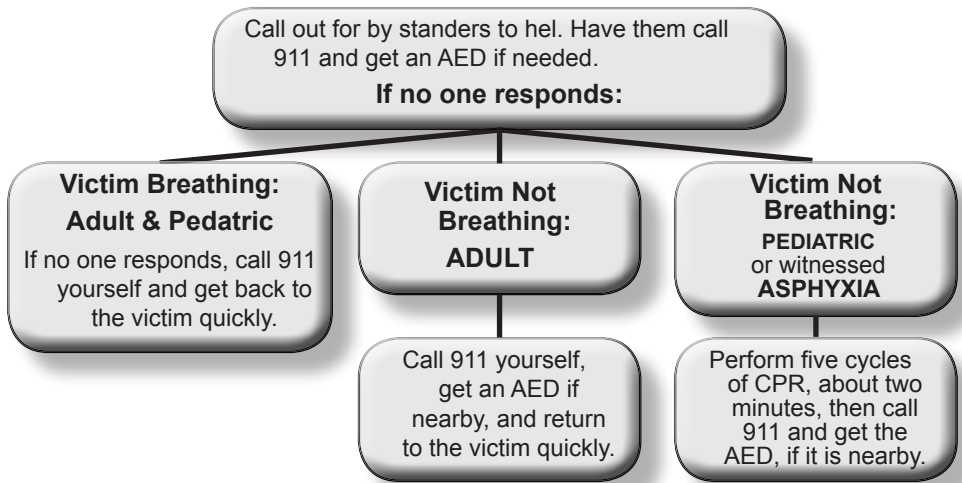 Call out for by standers to hel. Have them call
911 and get an AED if needed.
If no one responds:
Victim Breathing:
Adult & Pedatric
If no one responds, call 911
yourself and get back to
the victim quickly.
Victim Not
Breathing:
ADULT
Call 911 yourself,
get an AED if
nearby, and return
to the victim quickly.
Victim Not
Breathing:
PEDIATRIC
or witnessed
ASPHYXIA
Perform five cycles
of CPR, about two
minutes, then call
911 and get the
AED, if it is nearby.